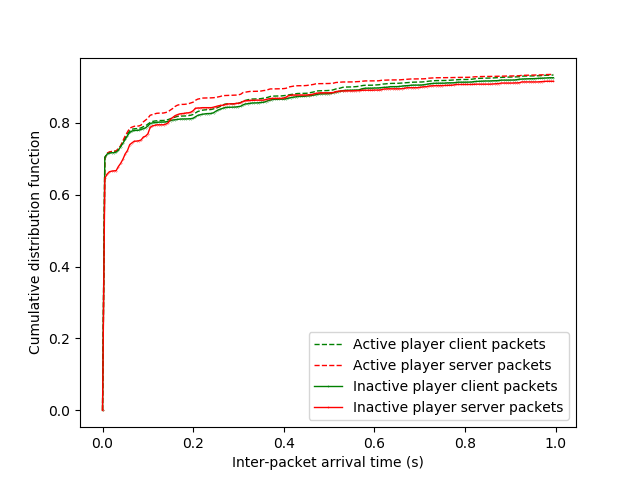 Cumulative distribution function
0.8
0.6
0.4
0.2
0.0
0.0 0.2 0.4 0.6 0.8 1.0
Inter-packet arrival time (s)
Active player client packets
Active player server packets
Inactive player client packets
Inactive player server packets